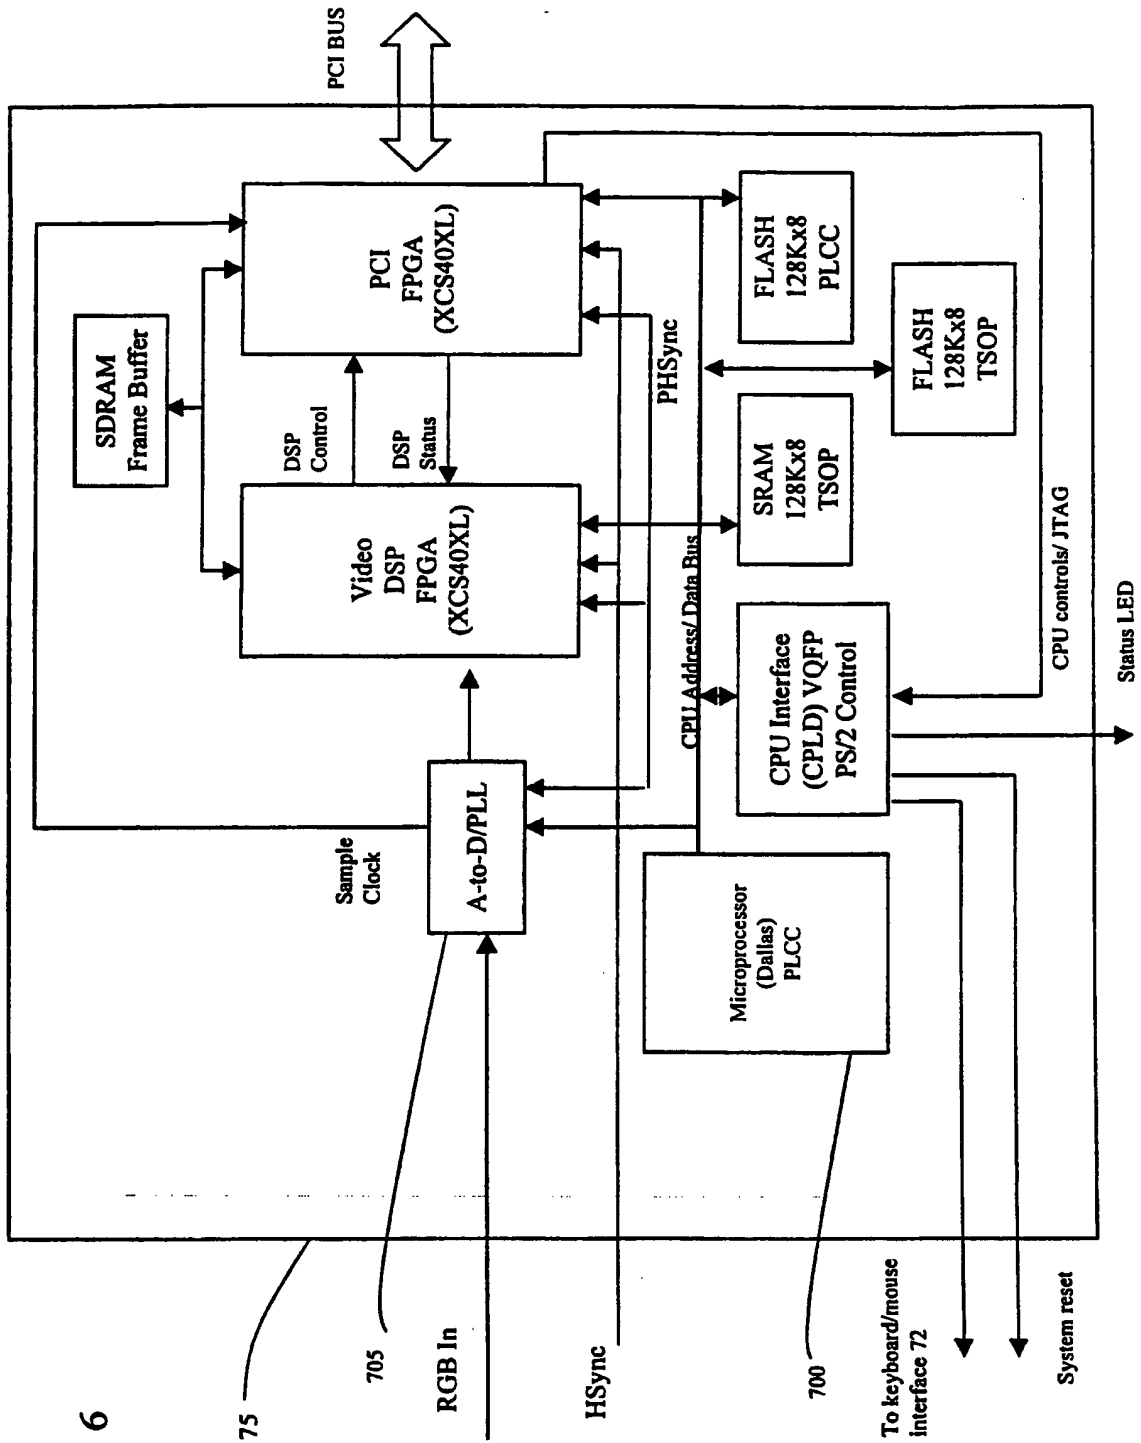 6
75
705
RGB In
HSync
700
To keyboard/mouse
interface 72
System reset
Sample
Clock
A-to-D/PLL
Microprocessor
(Dallas)
PLCC
SDRAM
Frame Buffer
Video
DSP
FPGA
(XCS40XL)
DSP
Control
DSP
Status
PCI
FPGA
(XCS40XL)
PCI BUS
PHSync
CPU Address/ Data Bus
CPU Interface
(CPLD) VQFP
PS/2 Control
SRAM
128Kx8
TSOP
FLASH
128Kx8
PLCC
FLASH
128Kx8
TSOP
CPU controls/ JTAG
Status LED